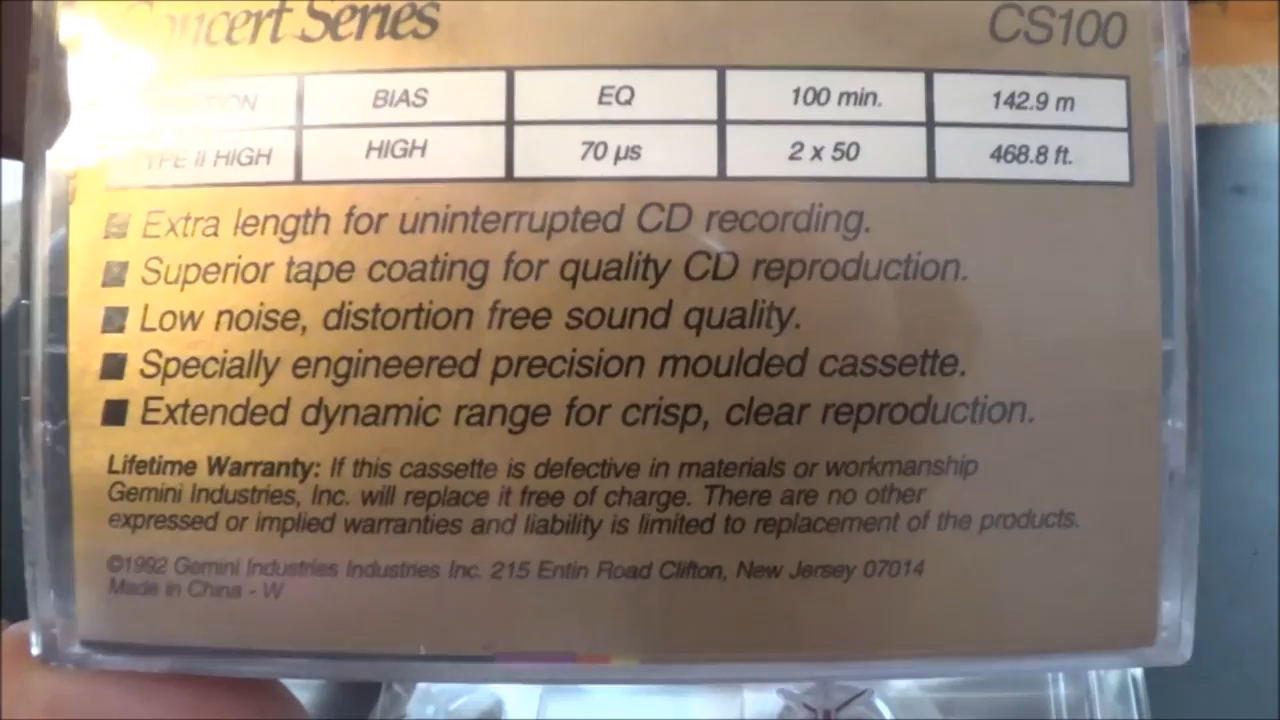 Concert Series CS100
BIAS EQ 100 min. 142.9 m
TYPE II HIGH HIGH 70 µs 2 x 50 468.8 ft.
Extra length for uninterrupted CD recording.
Superior tape coating for quality CD reproduction.
Low noise, distortion free sound quality.
Specially engineered precision moulded cassette.
Extended dynamic range for crisp, clear reproduction.
Lifetime Warranty: If this cassette is defective in materials or workmanship
Gemini Industries, Inc. will replace it free of charge. There are no other
expressed or implied warranties and liability is limited to replacement of the products.
©1992 Gemini Industries Industries Inc. 215 Entin Road Clifton, New Jersey 07014
Made in China - W